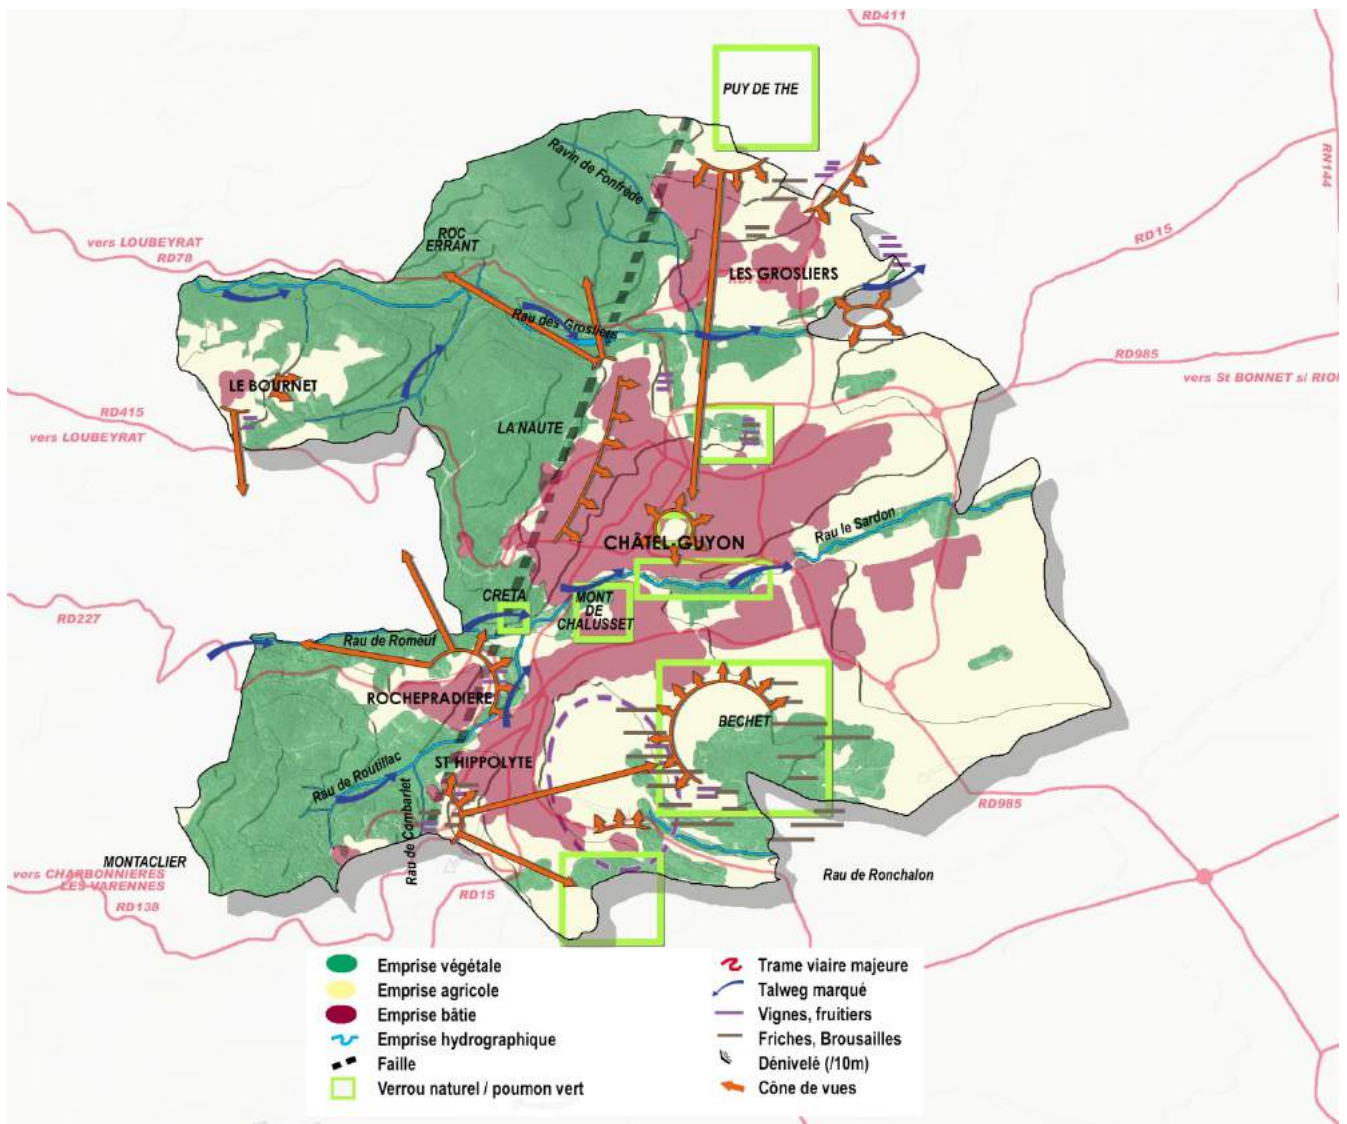 RD411
PUY DE THE
RN144
Ravin de Fonfrède
ROC
ERRANT
vers LOUBEYRAT
RD78
RD15
LES GROSLIERS
Rau des Grosliers
RD985
vers St BONNET s/ RIO
LE BOURNET
RD415
vers LOUBEYRAT
LA NAUTE
Rau le Sardon
CHÂTEL-GUYON
CRETA
MONT
DE
CHALUSSET
RD227
Rau de Romeuf
ROCHEPRADIERE
BECHET
ST HIPPOLYTE
Rau de Routillac
Rau de Combarlet
RD985
MONTACLIER
vers CHARBONNIERES
LES VARENNES
RD138
RD15
Rau de Ronchalon
Emprise végétale
Emprise agricole
Emprise bâtie
Emprise hydrographique
Faille
Verrou naturel / poumon vert
Trame viaire majeure
Talweg marqué
Vignes, fruitiers
Friches, Brousailles
Dénivelé (/10m)
Cône de vues